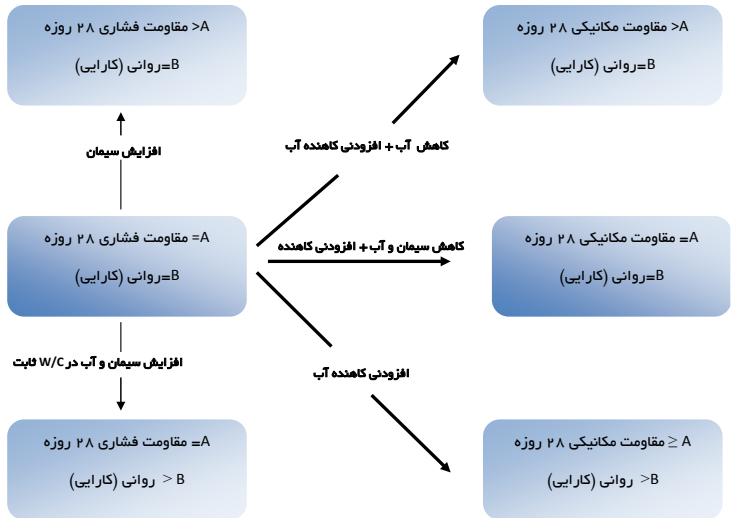 مقاومت فشاری ۲۸ روزه >A
روانی (کارایی)=B
مقاومت مکانیکی ۲۸ روزه >A
روانی (کارایی)=B
کاهش آب + افزودنی کاهنده آب
افزایش سیمان
مقاومت فشاری ۲۸ روزه =A
روانی (کارایی)=B
کاهش سیمان و آب + افزودنی کاهنده
مقاومت مکانیکی ۲۸ روزه =A
روانی (کارایی)=B
افزایش سیمان و آب در W/C ثابت
افزودنی کاهنده آب
مقاومت فشاری ۲۸ روزه =A
روانی (کارایی) > B
مقاومت مکانیکی ۲۸ روزه ≥ A
روانی (کارایی) >B